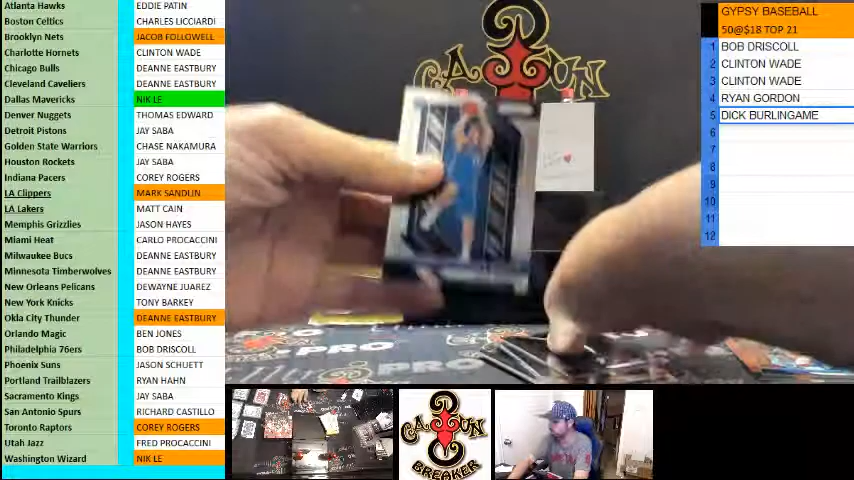 Atlanta Hawks EDDIE PATIN
Boston Celtics CHARLES LICCIARDI
Brooklyn Nets JACOB FOLLOWELL
Charlotte Hornets CLINTON WADE
Chicago Bulls DEANNE EASTBURY
Cleveland Cavaliers DEANNE EASTBURY
Dallas Mavericks NIK LE
Denver Nuggets THOMAS EDWARD
Detroit Pistons JAY SABA
Golden State Warriors CHASE NAKAMURA
Houston Rockets JAY SABA
Indiana Pacers COREY ROGERS
LA Clippers MARK SANDLIN
LA Lakers MATT CAIN
Memphis Grizzlies JASON HAYES
Miami Heat CARLO PROCACCINI
Milwaukee Bucs DEANNE EASTBURY
Minnesota Timberwolves DEANNE EASTBURY
New Orleans Pelicans DEWAYNE JUAREZ
New York Knicks TONY BARKEY
Okla City Thunder DEANNE EASTBURY
Orlando Magic BEN JONES
Philadelphia 76ers BOB DRISCOLL
Phoenix Suns JASON SCHUETT
Portland Trailblazers RYAN HAHN
Sacramento Kings JAY SABA
San Antonio Spurs RICHARD CASTILLO
Toronto Raptors COREY ROGERS
Utah Jazz FRED PROCACCINI
Washington Wizard NIK LE
CAJUN
PRO
PRO
CAJUN
BREAKER
GYPSY BASEBALL
50@$18 TOP 21
1 BOB DRISCOLL
2 CLINTON WADE
3 CLINTON WADE
4 RYAN GORDON
5 DICK BURLINGAME
6
7
8
9
10
11
12